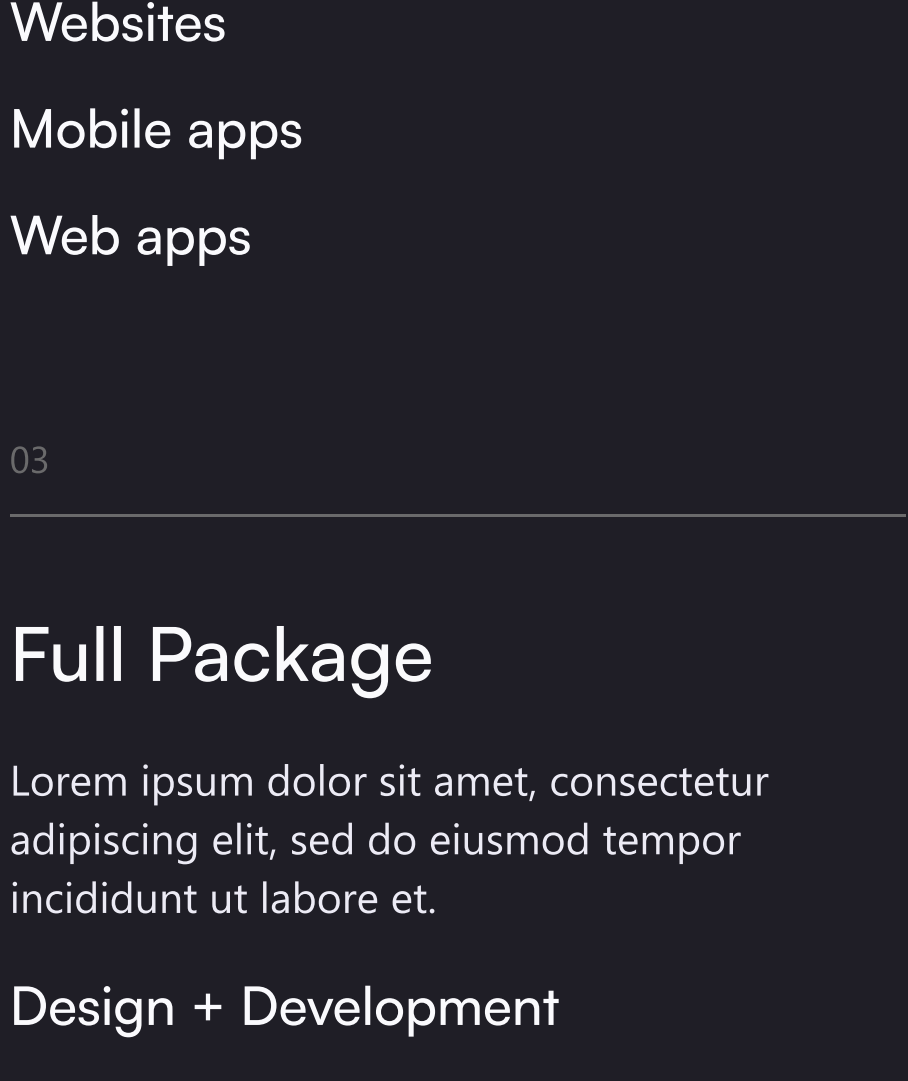 Websites
Mobile apps
Web apps
03
Full Package
Lorem ipsum dolor sit amet, consectetur
adipiscing elit, sed do eiusmod tempor
incididunt ut labore et.
Design + Development